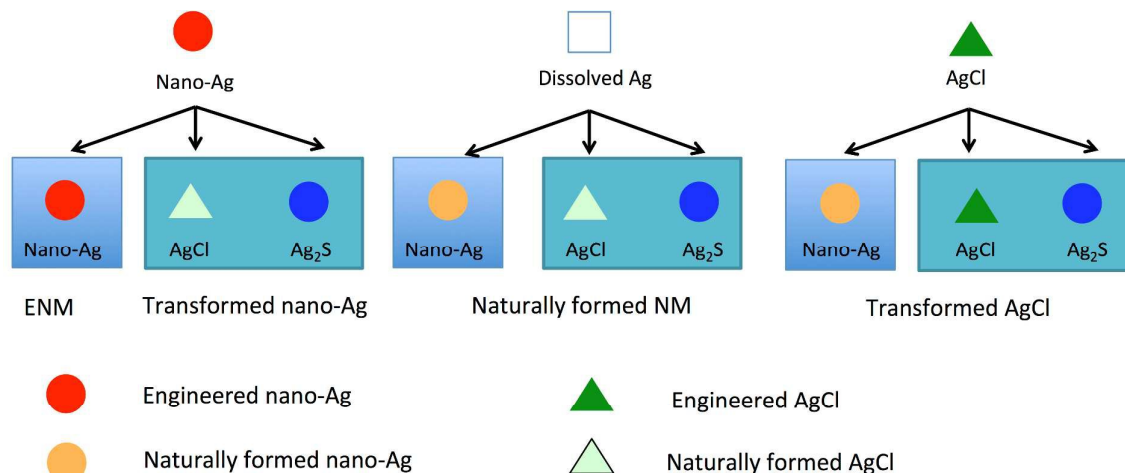 Nano-Ag
Dissolved Ag
AgCl
Nano-Ag
AgCl
Ag₂S
Nano-Ag
AgCl
Ag₂S
Nano-Ag
AgCl
Ag₂S
ENM
Transformed nano-Ag
Naturally formed NM
Transformed AgCl
Engineered nano-Ag
Engineered AgCl
Naturally formed nano-Ag
Naturally formed AgCl